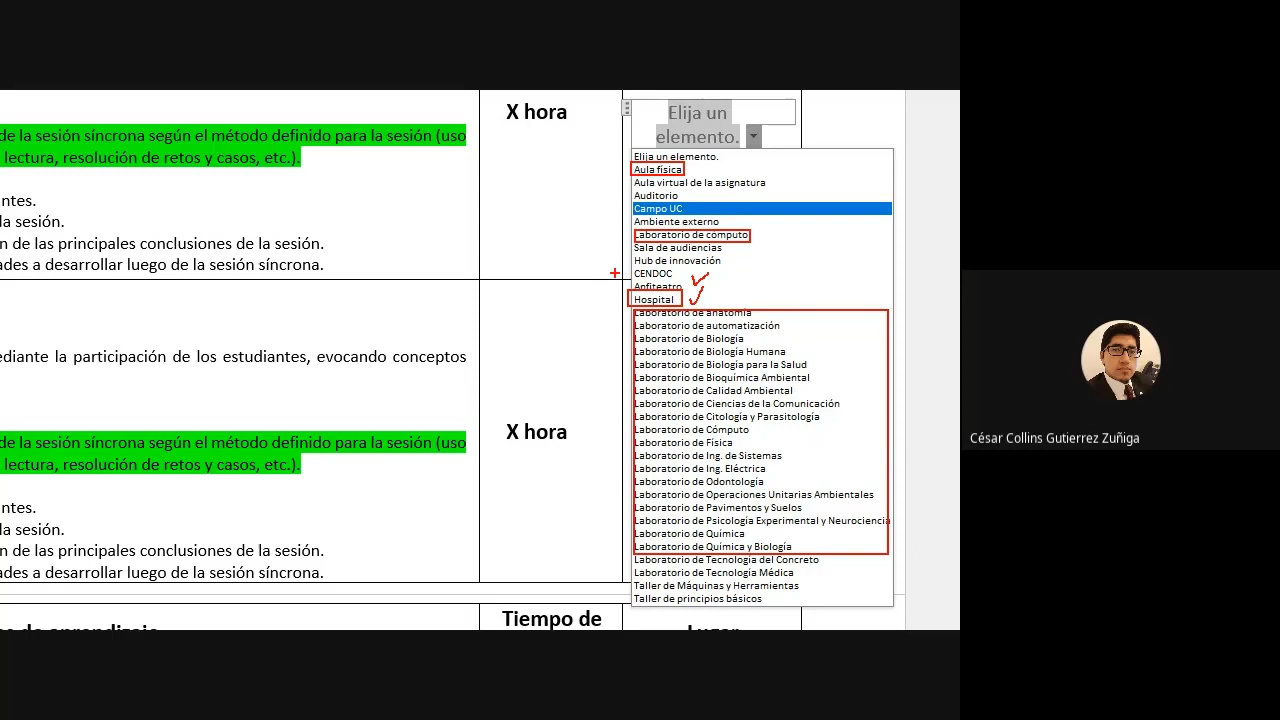 X hora
Elija un
elemento.
de la sesión síncrona según el método definido para la sesión (uso
lectura, resolución de retos y casos, etc.).
ntes.
la sesión.
n de las principales conclusiones de la sesión.
ades a desarrollar luego de la sesión síncrona.
Elija un elemento.
Aula física
Aula virtual de la asignatura
Auditorio
Campo UC
Ambiente externo
Laboratorio de cómputo
Sala de audiencias
Hub de innovación
CENDOC
Anfiteatro
Hospital
Laboratorio de anatomía
Laboratorio de automatización
Laboratorio de Biología
Laboratorio de Biología Humana
Laboratorio de Biología para la Salud
Laboratorio de Bioquímica Ambiental
Laboratorio de Calidad Ambiental
Laboratorio de Ciencias de la Comunicación
Laboratorio de Citología y Parasitología
Laboratorio de Cómputo
Laboratorio de Física
Laboratorio de Ing. de Sistemas
Laboratorio de Ing. Eléctrica
Laboratorio de Odontología
Laboratorio de Operaciones Unitarias Ambientales
Laboratorio de Pavimentos y Suelos
Laboratorio de Psicología Experimental y Neurociencia
Laboratorio de Química
Laboratorio de Química y Biología
Laboratorio de Tecnología del Concreto
Laboratorio de Tecnología Médica
Taller de Máquinas y Herramientas
Taller de principios básicos
ediante la participación de los estudiantes, evocando conceptos
X hora
de la sesión síncrona según el método definido para la sesión (uso
lectura, resolución de retos y casos, etc.).
ntes.
la sesión.
n de las principales conclusiones de la sesión.
ades a desarrollar luego de la sesión síncrona.
Tiempo de
de aprendizaje
Lugar
César Collins Gutierrez Zuñiga